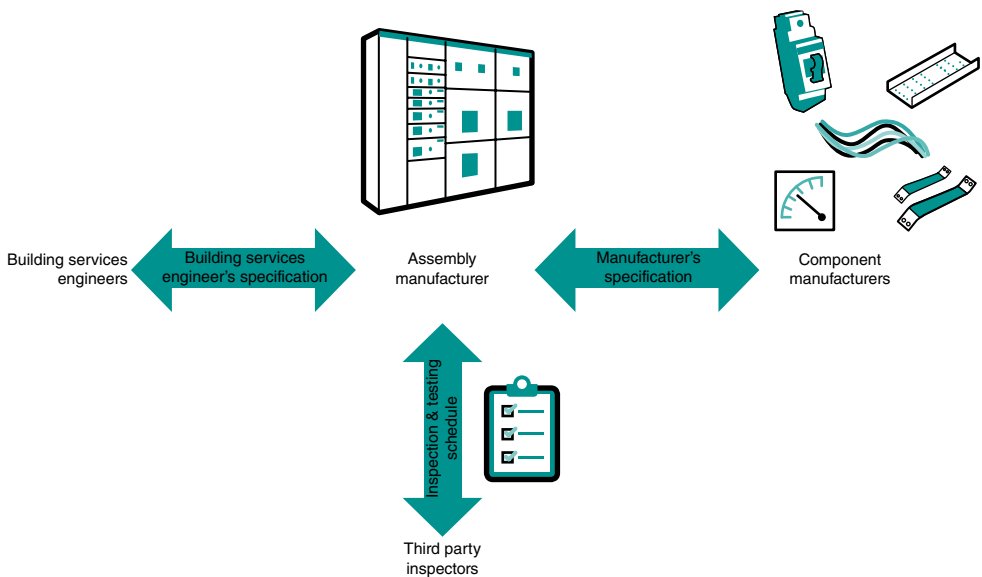 Building services
engineers
Building services
engineer's specification
Assembly
manufacturer
Manufacturer's
specification
Component
manufacturers
Inspection & testing
schedule
Third party
inspectors